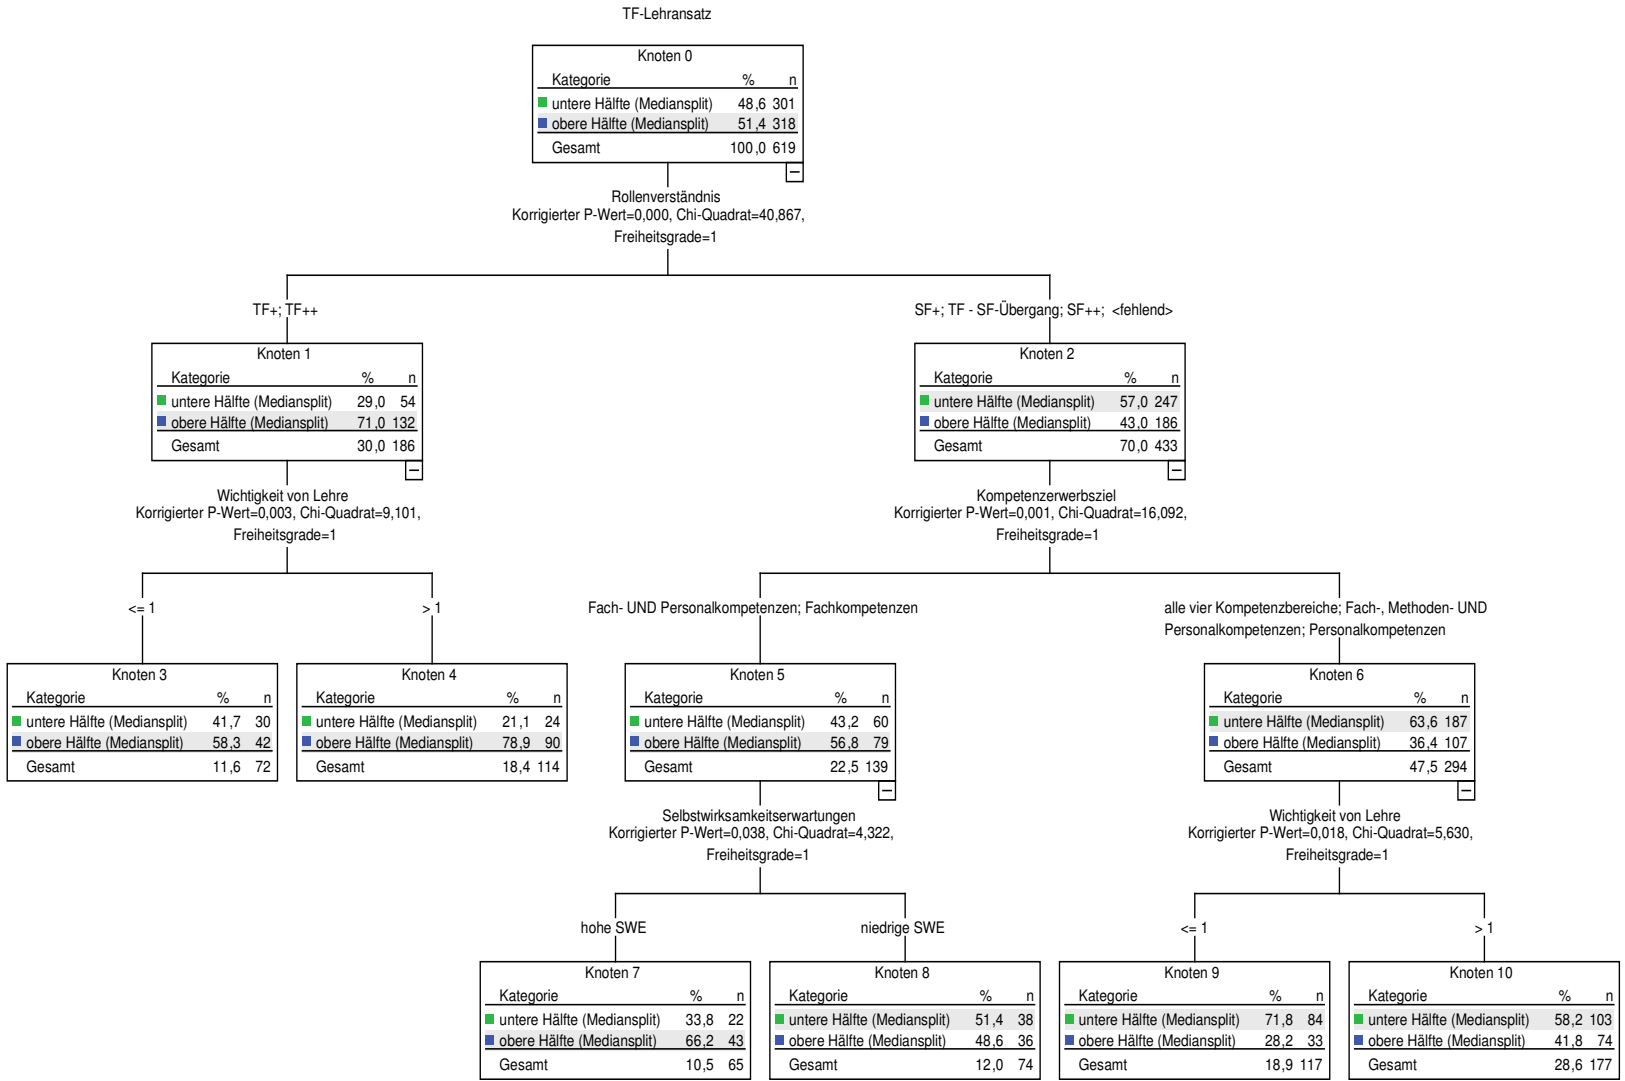 TF-Lehransatz
Knoten 0
Kategorie % n
untere Hälfte (Mediansplit) 48,6 301
obere Hälfte (Mediansplit) 51,4 318
Gesamt 100,0 619
Rollenverständnis
Korrigierter P-Wert=0,000, Chi-Quadrat=40,867,
Freiheitsgrade=1
TF+; TF++
SF+; TF - SF-Übergang; SF++; <fehlend>
Knoten 1
Kategorie % n
untere Hälfte (Mediansplit) 29,0 54
obere Hälfte (Mediansplit) 71,0 132
Gesamt 30,0 186
Knoten 2
Kategorie % n
untere Hälfte (Mediansplit) 57,0 247
obere Hälfte (Mediansplit) 43,0 186
Gesamt 70,0 433
Wichtigkeit von Lehre
Korrigierter P-Wert=0,003, Chi-Quadrat=9,101,
Freiheitsgrade=1
Kompetenzerwerbsziel
Korrigierter P-Wert=0,001, Chi-Quadrat=16,092,
Freiheitsgrade=1
<= 1
> 1
Fach- UND Personalkompetenzen; Fachkompetenzen
alle vier Kompetenzbereiche; Fach-, Methoden- UND
Personalkompetenzen; Personalkompetenzen
Knoten 3
Kategorie % n
untere Hälfte (Mediansplit) 41,7 30
obere Hälfte (Mediansplit) 58,3 42
Gesamt 11,6 72
Knoten 4
Kategorie % n
untere Hälfte (Mediansplit) 21,1 24
obere Hälfte (Mediansplit) 78,9 90
Gesamt 18,4 114
Knoten 5
Kategorie % n
untere Hälfte (Mediansplit) 43,2 60
obere Hälfte (Mediansplit) 56,8 79
Gesamt 22,5 139
Knoten 6
Kategorie % n
untere Hälfte (Mediansplit) 63,6 187
obere Hälfte (Mediansplit) 36,4 107
Gesamt 47,5 294
Selbstwirksamkeitserwartungen
Korrigierter P-Wert=0,038, Chi-Quadrat=4,322,
Freiheitsgrade=1
Wichtigkeit von Lehre
Korrigierter P-Wert=0,018, Chi-Quadrat=5,630,
Freiheitsgrade=1
hohe SWE
niedrige SWE
<= 1
> 1
Knoten 7
Kategorie % n
untere Hälfte (Mediansplit) 33,8 22
obere Hälfte (Mediansplit) 66,2 43
Gesamt 10,5 65
Knoten 8
Kategorie % n
untere Hälfte (Mediansplit) 51,4 38
obere Hälfte (Mediansplit) 48,6 36
Gesamt 12,0 74
Knoten 9
Kategorie % n
untere Hälfte (Mediansplit) 71,8 84
obere Hälfte (Mediansplit) 28,2 33
Gesamt 18,9 117
Knoten 10
Kategorie % n
untere Hälfte (Mediansplit) 58,2 103
obere Hälfte (Mediansplit) 41,8 74
Gesamt 28,6 177